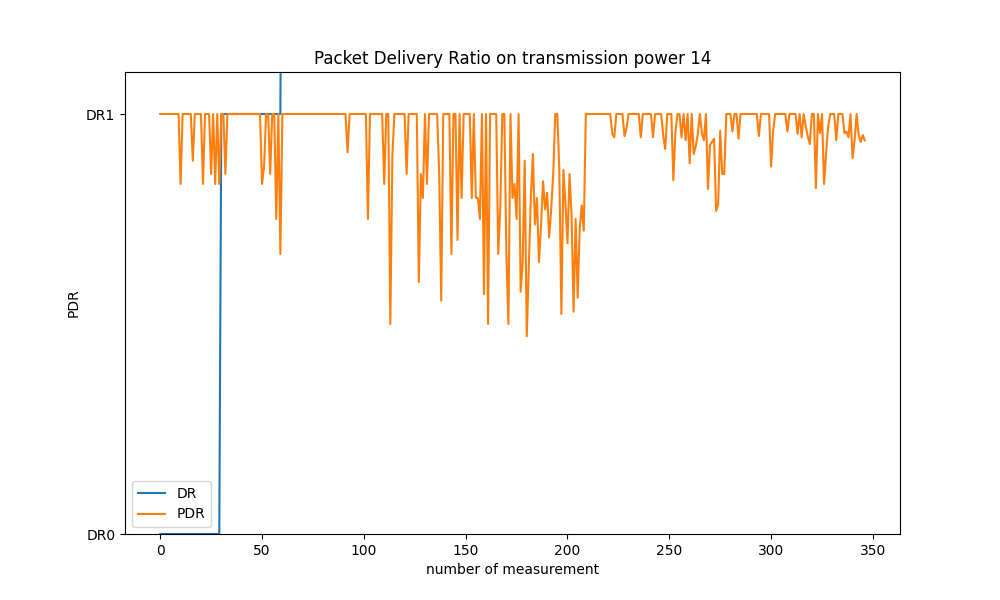 Packet Delivery Ratio on transmission power 14
DR1
PDR
DR0
DR
PDR
0 50 100 150 200 250 300 350
number of measurement